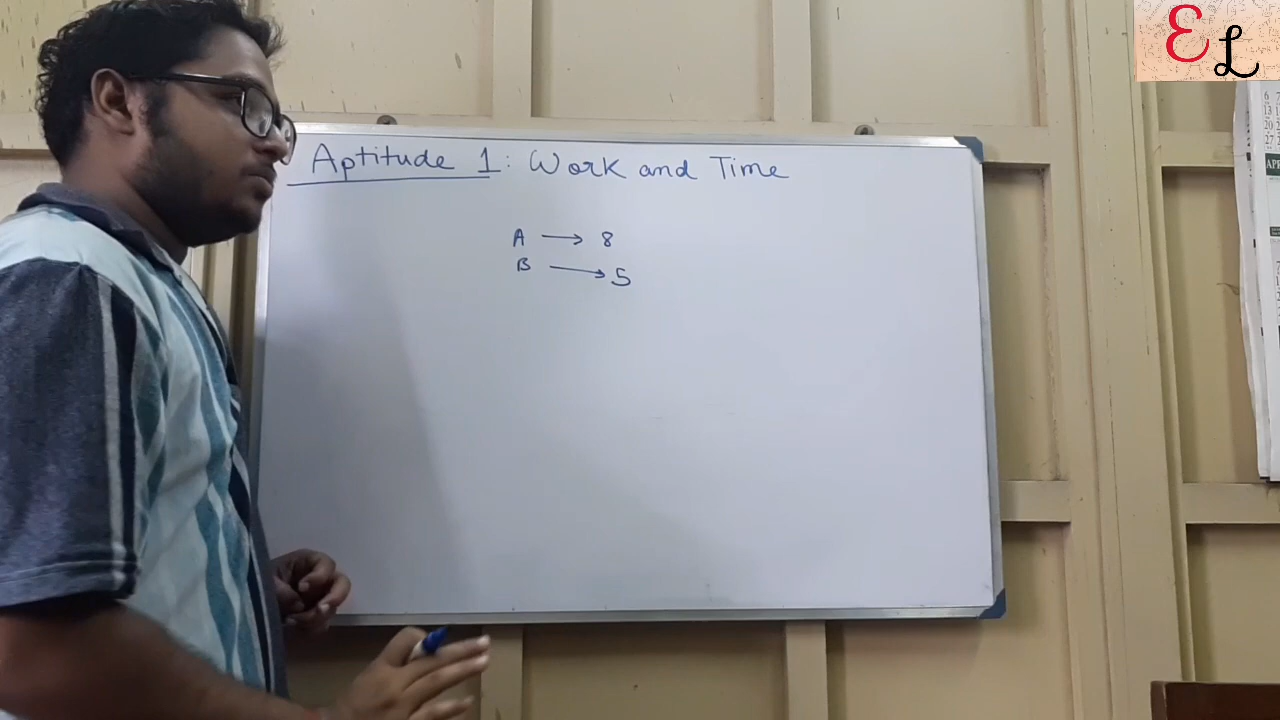 Aptitude 1: Work and Time
A → 8
B → 5
EL